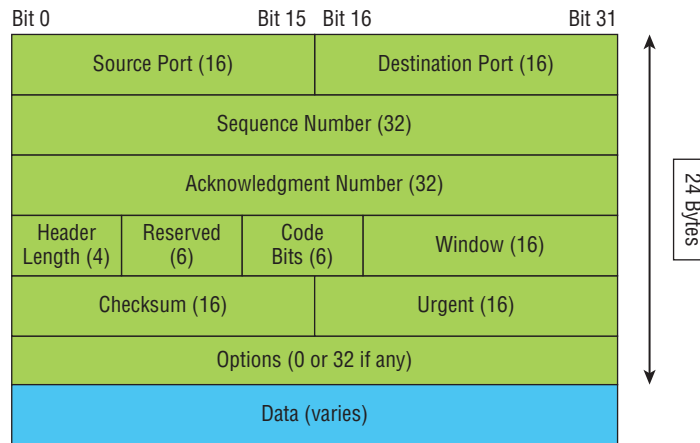 Bit 0 Bit 15 Bit 16 Bit 31
Source Port (16) Destination Port (16)
Sequence Number (32)
Acknowledgment Number (32)
Header Reserved Code Window (16)
Length (4) (6) Bits (6)
Checksum (16) Urgent (16)
Options (0 or 32 if any)
Data (varies)
24 Bytes